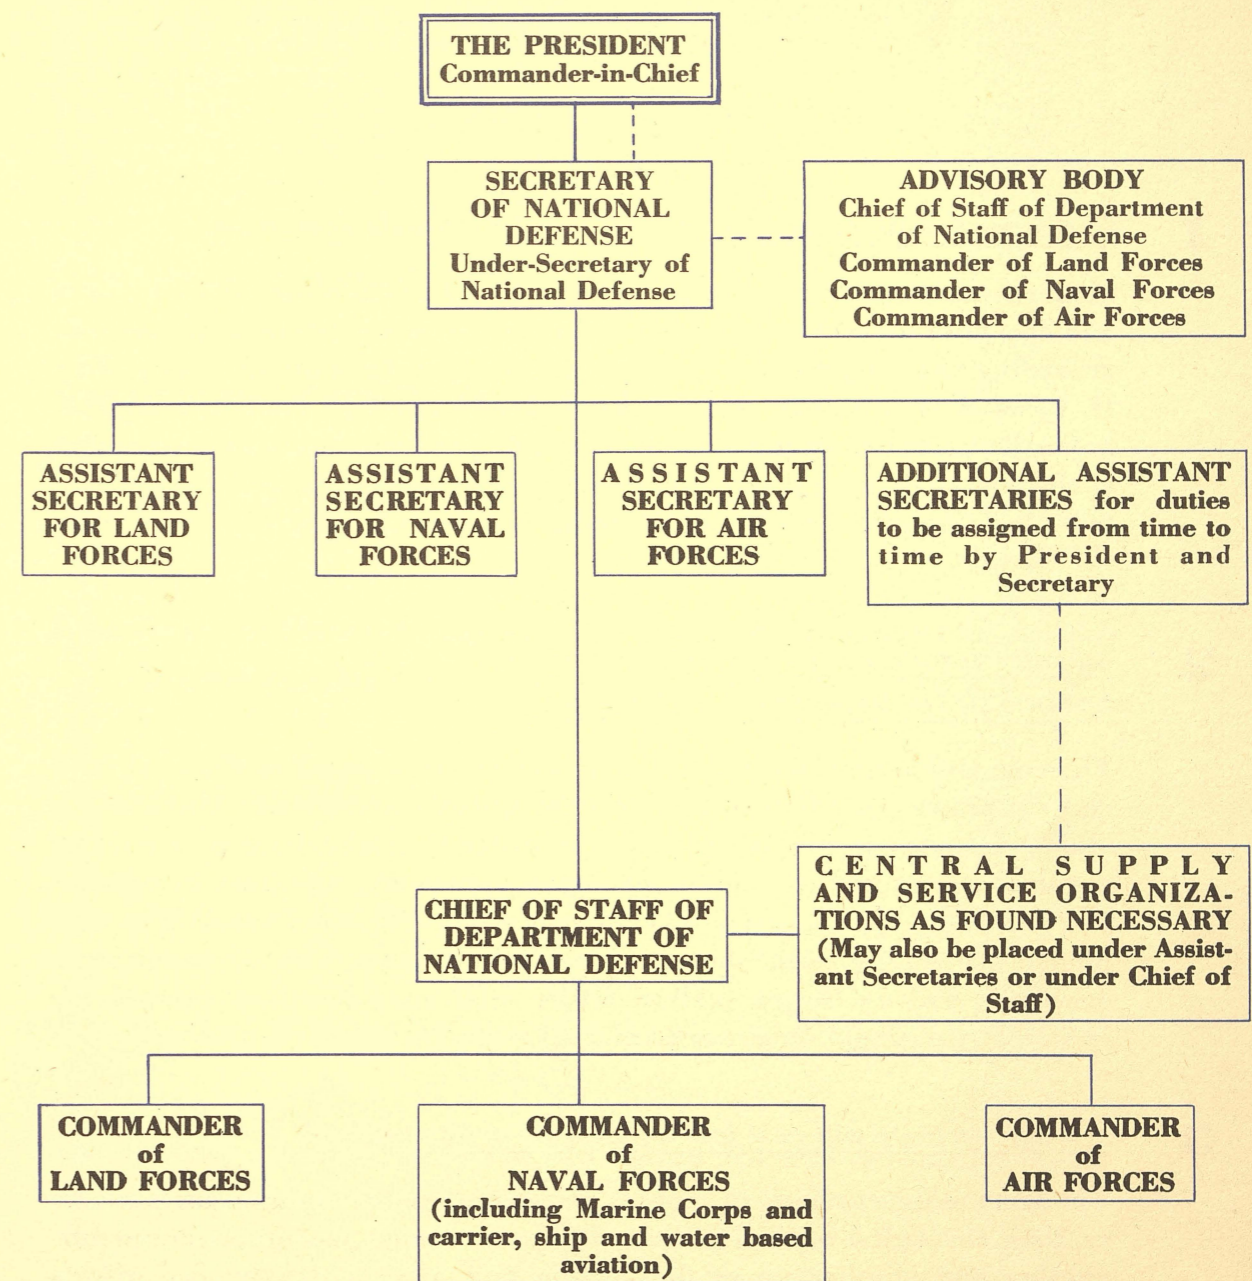 THE PRESIDENT
Commander-in-Chief
SECRETARY
OF NATIONAL
DEFENSE
Under-Secretary of
National Defense
ADVISORY BODY
Chief of Staff of Department
of National Defense
Commander of Land Forces
Commander of Naval Forces
Commander of Air Forces
ASSISTANT
SECRETARY
FOR LAND
FORCES
ASSISTANT
SECRETARY
FOR NAVAL
FORCES
ASSISTANT
SECRETARY
FOR AIR
FORCES
ADDITIONAL ASSISTANT
SECRETARIES for duties
to be assigned from time to
time by President and
Secretary
CHIEF OF STAFF OF
DEPARTMENT OF
NATIONAL DEFENSE
CENTRAL SUPPLY
AND SERVICE ORGANIZA-
TIONS AS FOUND NECESSARY
(May also be placed under Assist-
ant Secretaries or under Chief of
Staff)
COMMANDER
of
LAND FORCES
COMMANDER
of
NAVAL FORCES
(including Marine Corps and
carrier, ship and water based
aviation)
COMMANDER
of
AIR FORCES